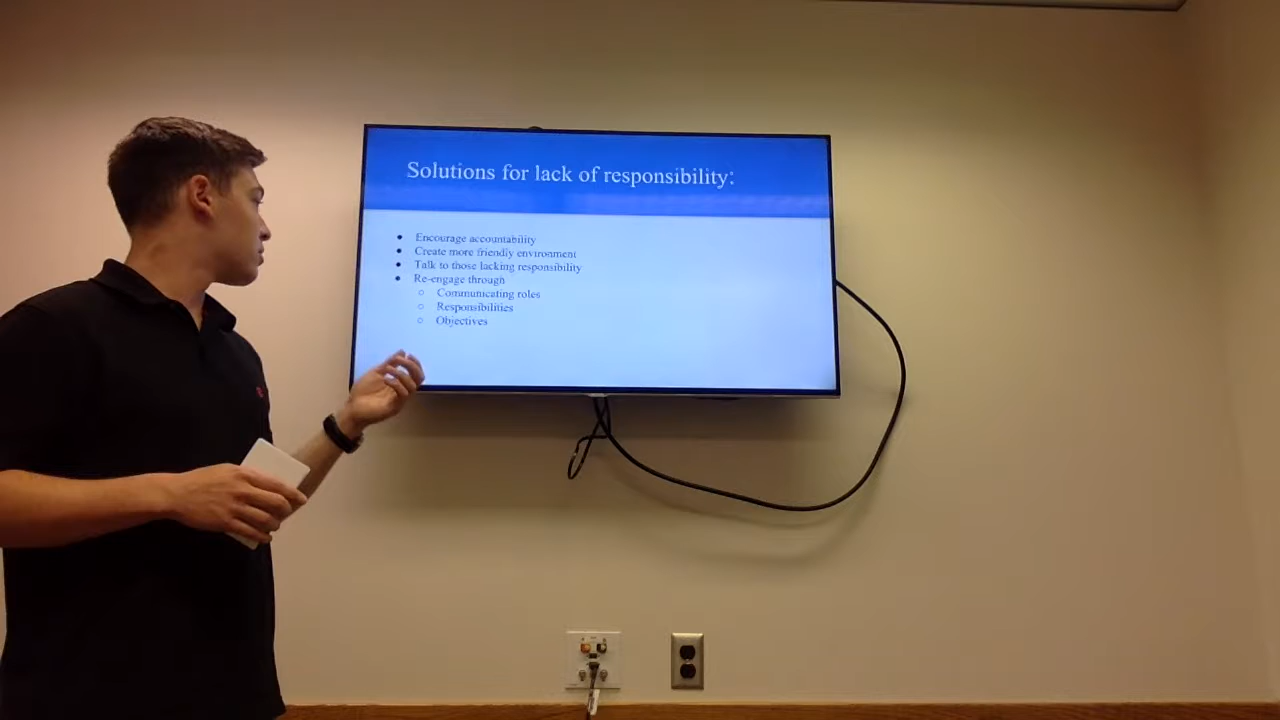 Solutions for lack of responsibility:
Encourage accountability
Create more friendly environment
Talk to those lacking responsibility
Re-engage through
Communicating roles
Responsibilities
Objectives